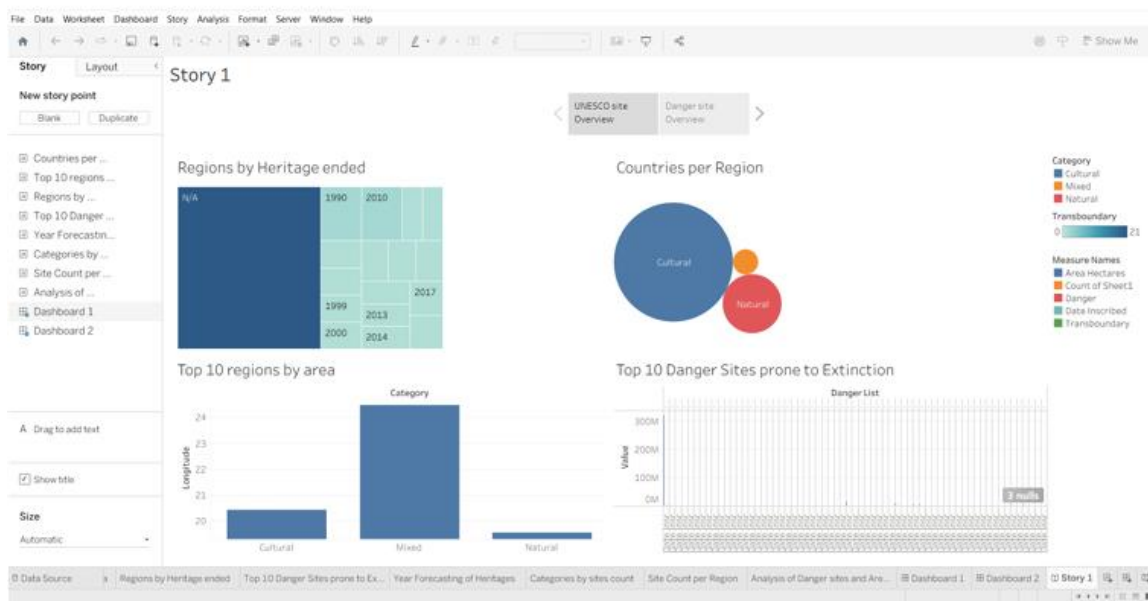 File Data Worksheet Dashboard Story Analysis Format Server Window Help
Show Me
Story Layout
Story 1
New story point
Blank Duplicate
UNESCO site
Overview
Danger site
Overview
Countries per ...
Top 10 regions ...
Regions by ...
Top 10 Danger ...
Year Forecastin...
Categories by ...
Site Count per ...
Analysis of ...
Dashboard 1
Dashboard 2
A Drag to add text
Show title
Size
Automatic
Regions by Heritage ended
N/A
1990 2010
2017
1999
2013
2000
2014
Countries per Region
Cultural
Natural
Category
Cultural
Mixed
Natural
Transboundary
0 21
Measure Names
Area Hectares
Count of Sheet1
Danger
Date Inscribed
Transboundary
Top 10 regions by area
Category
Longitude
24
23
22
21
20
Cultural Mixed Natural
Top 10 Danger Sites prone to Extinction
Danger List
Value
300M
200M
100M
0M
3 nulls
Data Source Regions by Heritage ended Top 10 Danger Sites prone to Ex... Year Forecasting of Heritages Categories by sites count Site Count per Region Analysis of Danger sites and Are... Dashboard 1 Dashboard 2 Story 1